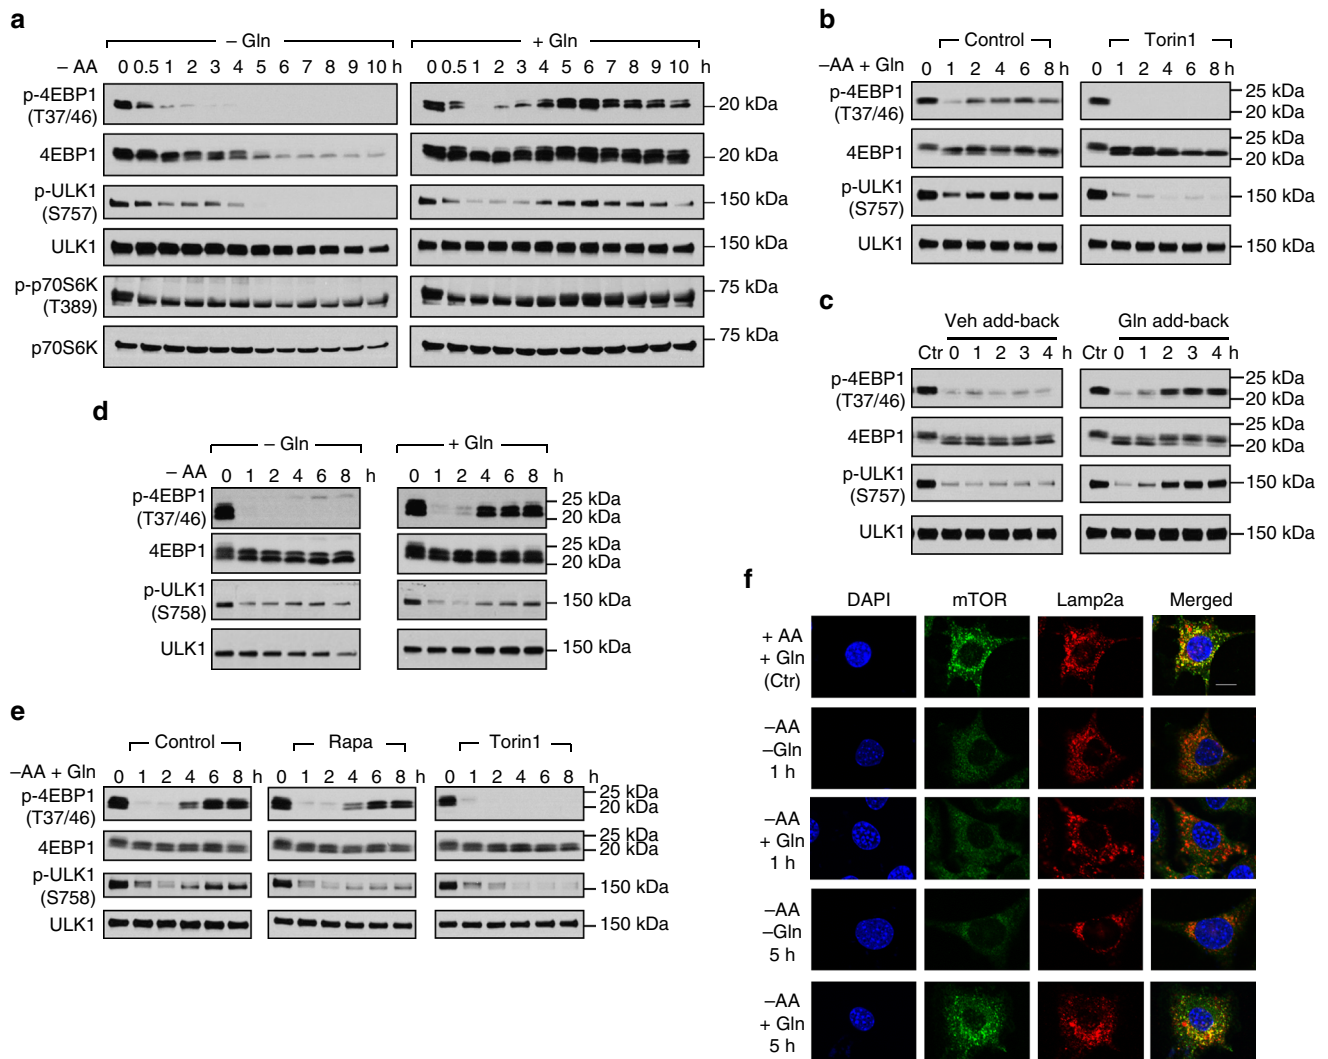 a
– Gln
+ Gln
– AA 0 0.5 1 2 3 4 5 6 7 8 9 10 0 0.5 1 2 3 4 5 6 7 8 9 10 h
p-4EBP1
(T37/46)
20 kDa
4EBP1
20 kDa
p-ULK1
(S757)
150 kDa
ULK1
150 kDa
p-p70S6K
(T389)
75 kDa
p70S6K
75 kDa
b
Control
Torin1
–AA + Gln 0 1 2 4 6 8 h 0 1 2 4 6 8 h
p-4EBP1
(T37/46)
25 kDa
20 kDa
4EBP1
25 kDa
20 kDa
p-ULK1
(S757)
150 kDa
ULK1
150 kDa
c
Veh add-back
Gln add-back
Ctr 0 1 2 3 4 h Ctr 0 1 2 3 4 h
p-4EBP1
(T37/46)
25 kDa
20 kDa
4EBP1
25 kDa
20 kDa
p-ULK1
(S757)
150 kDa
ULK1
150 kDa
d
– Gln
+ Gln
– AA 0 1 2 4 6 8 h 0 1 2 4 6 8 h
p-4EBP1
(T37/46)
25 kDa
20 kDa
4EBP1
25 kDa
20 kDa
p-ULK1
(S758)
150 kDa
ULK1
150 kDa
e
Control
Rapa
Torin1
–AA + Gln 0 1 2 4 6 8 h 0 1 2 4 6 8 h 0 1 2 4 6 8 h
p-4EBP1
(T37/46)
25 kDa
20 kDa
4EBP1
25 kDa
20 kDa
p-ULK1
(S758)
150 kDa
ULK1
150 kDa
f
DAPI mTOR Lamp2a Merged
+ AA
+ Gln
(Ctr)
–AA
–Gln
1 h
–AA
+ Gln
1 h
–AA
–Gln
5 h
–AA
+ Gln
5 h